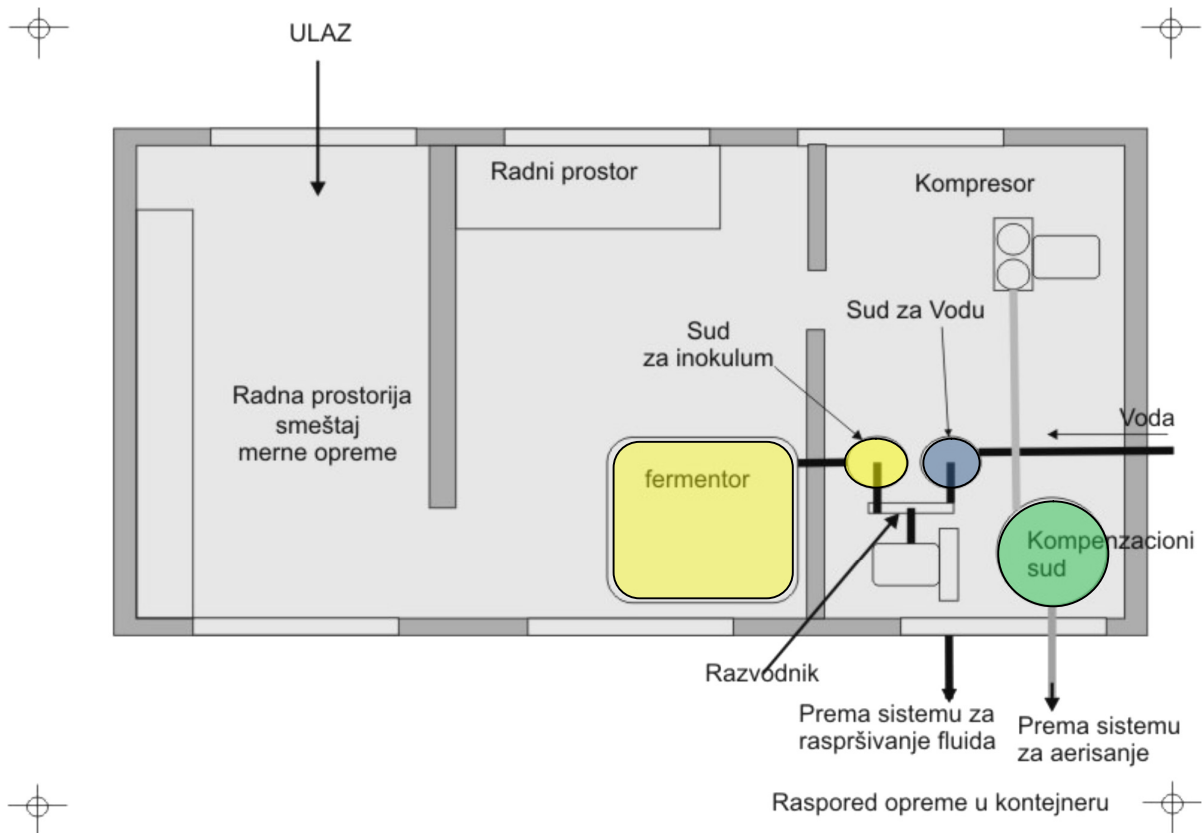 ULAZ
Radni prostor
Kompresor
Sud za Vodu
Sud
za inokulum
Radna prostorija
smeštaj
merne opreme
Voda
fermentor
Kompenzacioni
sud
Razvodnik
Prema sistemu za
raspršivanje fluida
Prema sistemu
za aerisanje
Raspored opreme u kontejneru